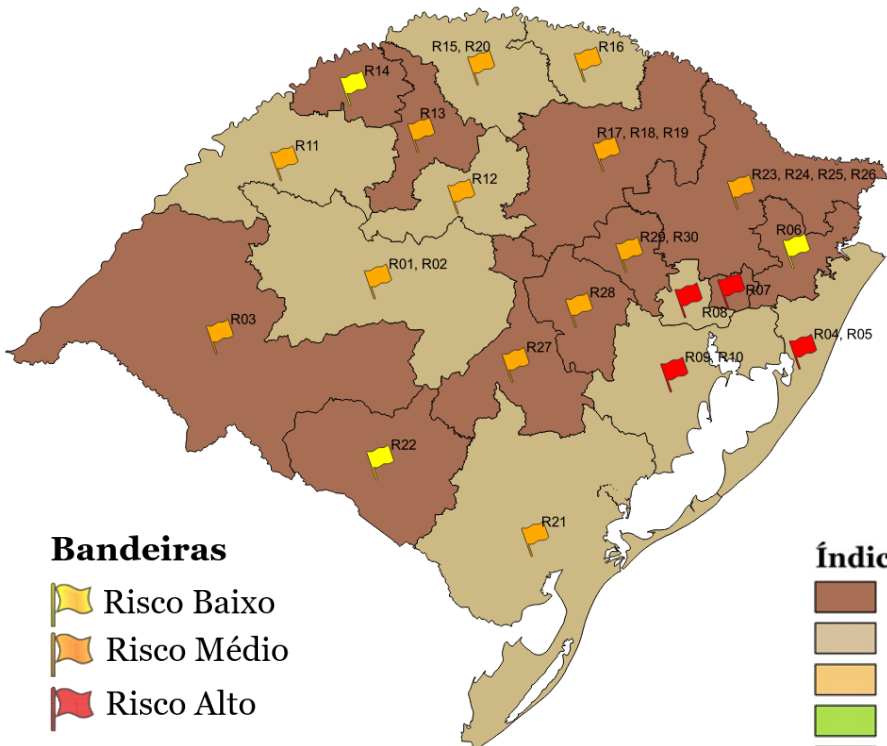 R15, R20
R16
R14
R13
R17, R18, R19
R11
R12
R23, R24, R25, R26
R06
R29, R30
R01, R02
R07
R28
R08
R03
R04, R05
R09, R10
R27
R22
R21
Bandeiras
Risco Baixo
Risco Médio
Risco Alto
Índic